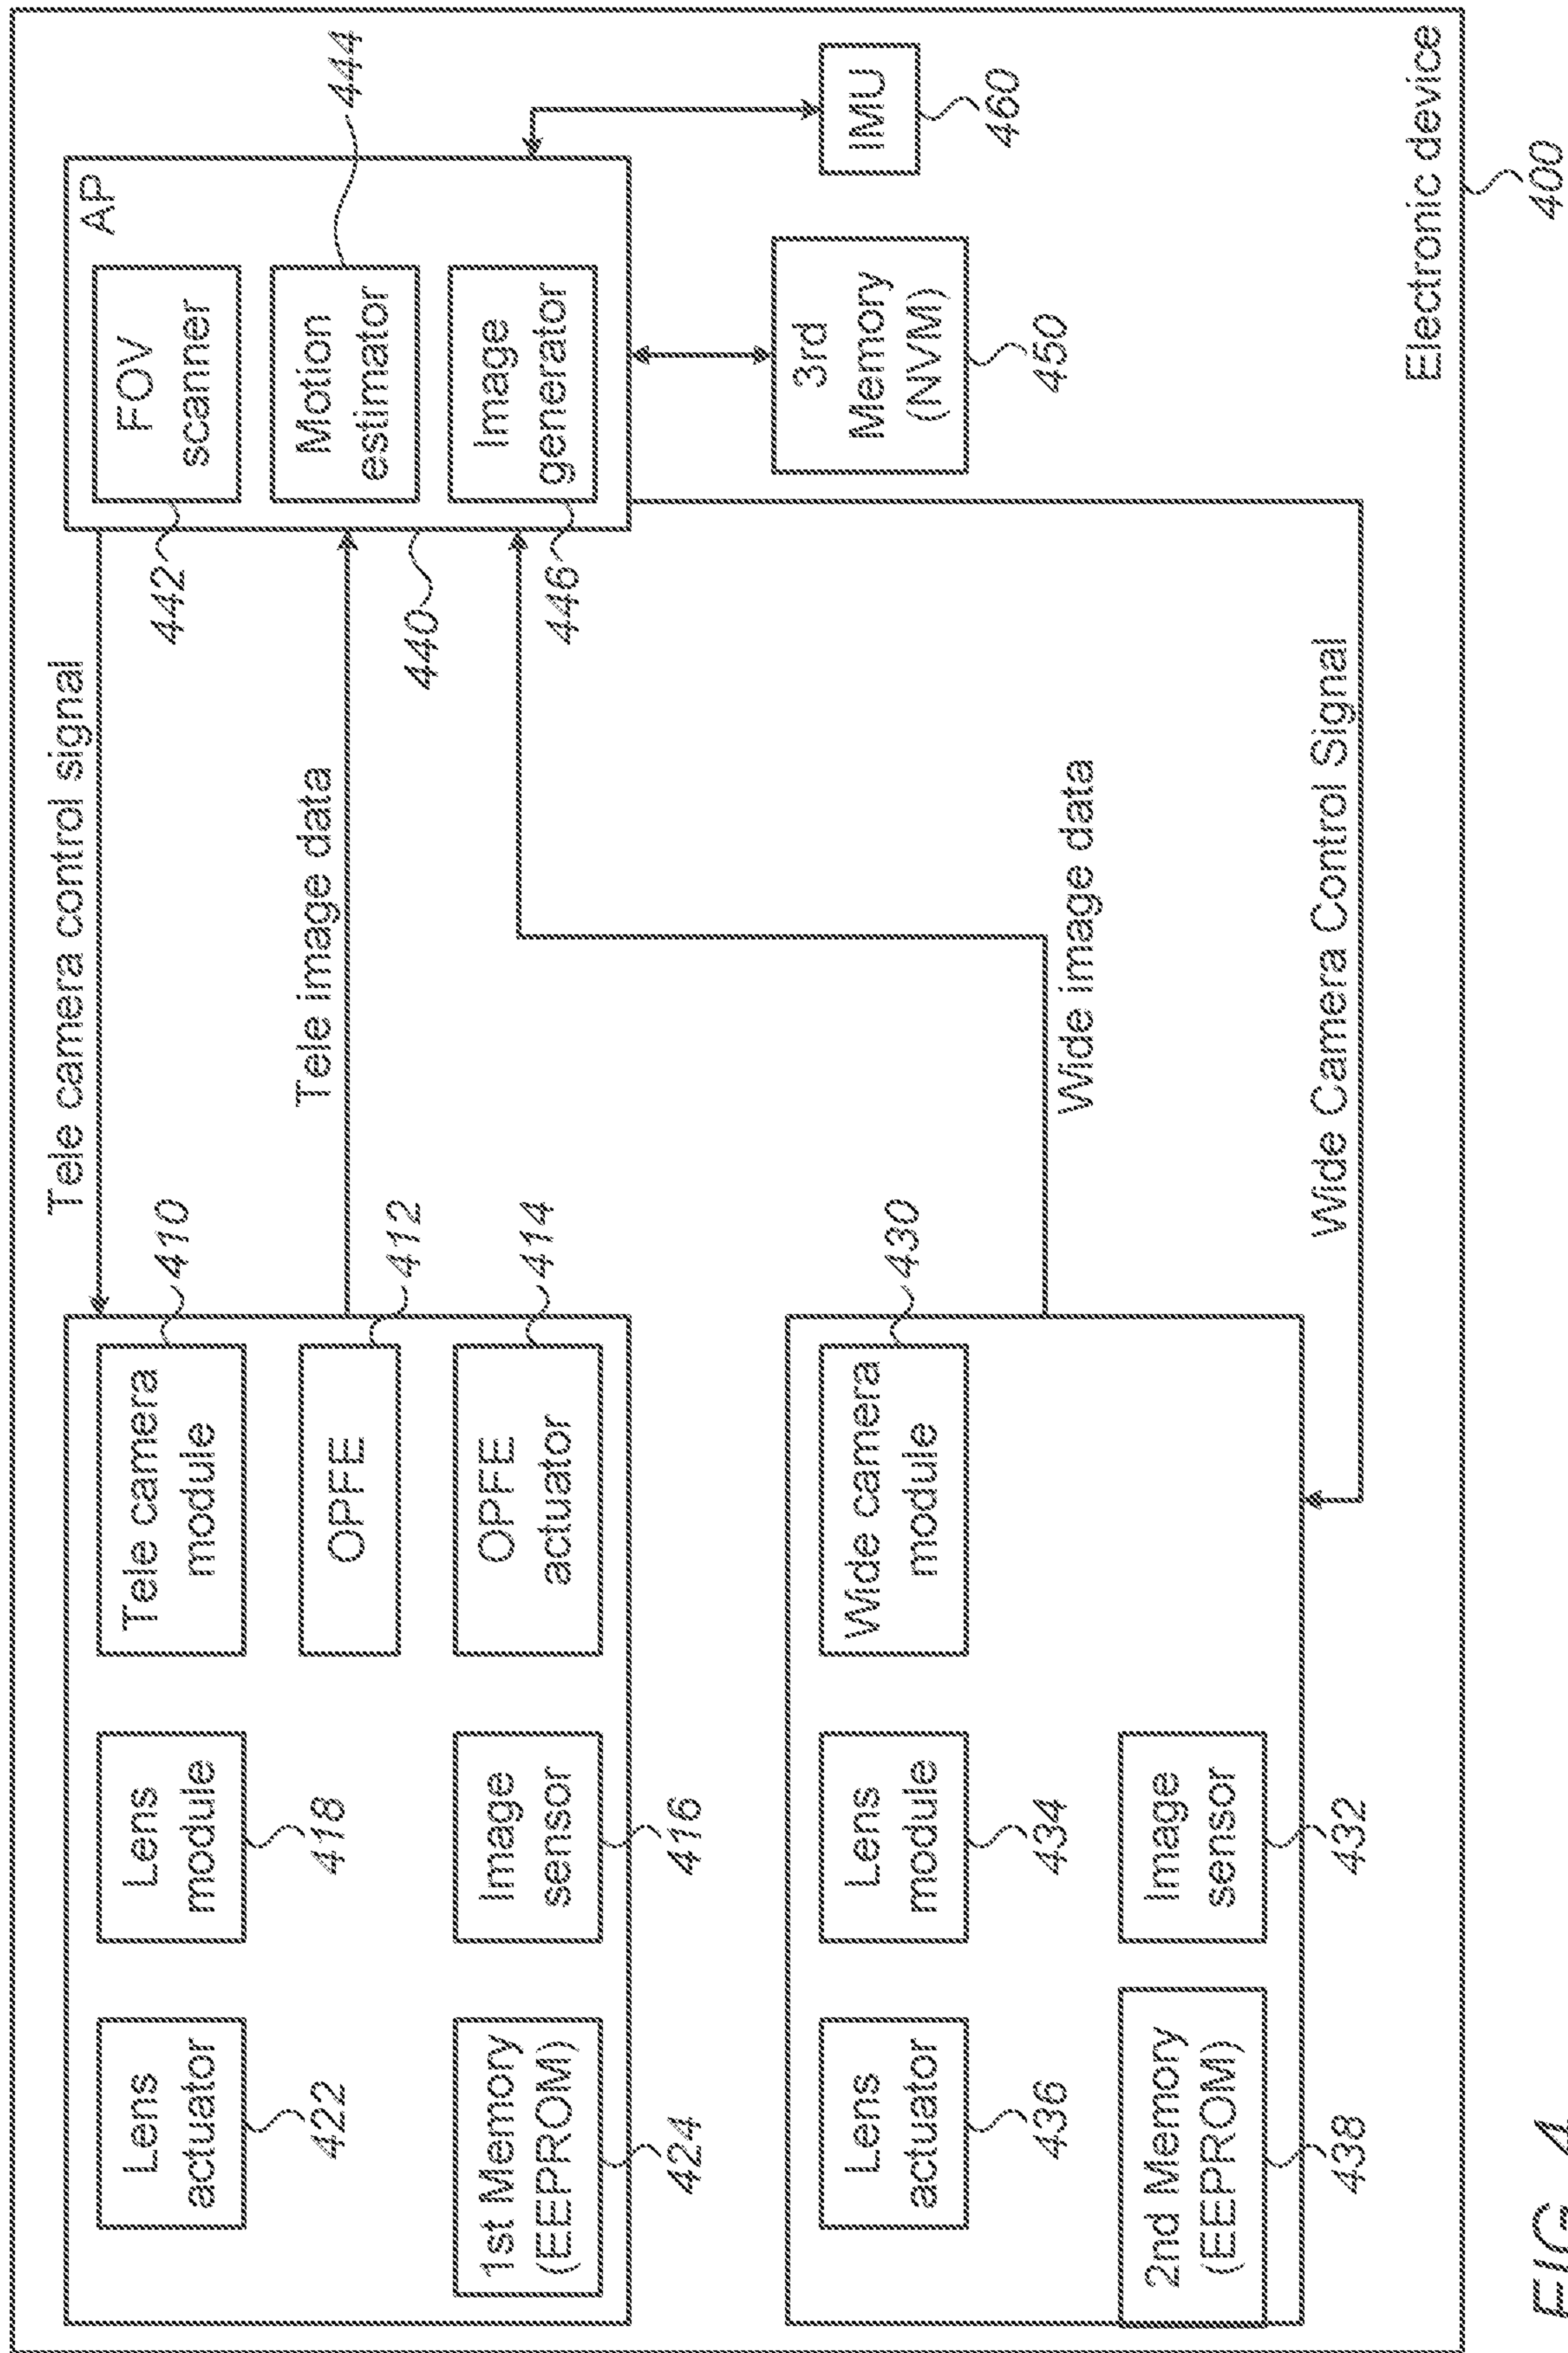 Tele camera control signal
AP
Lens
actuator
422
Lens
module
418
Tele camera
module
410
Tele image data
FOV
scanner
442
444
OPFE
412
Motion
estimator
440
1st Memory
(EEPROM)
424
Image
sensor
416
OPFE
actuator
414
Image
generator
446
Lens
actuator
436
Lens
module
434
Wide camera
module
430
Wide image data
3rd
Memory
(NVM)
450
IMU
460
2nd Memory
(EEPROM)
438
Image
sensor
432
Wide Camera Control Signal
Electronic device
400
FIG. 4